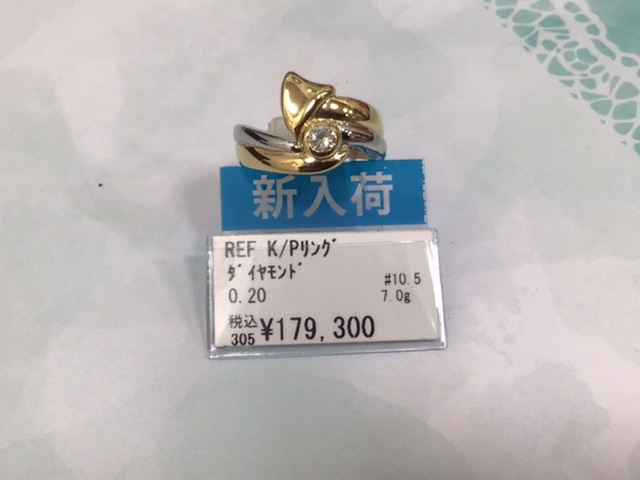 新入荷
REF K/Pﾘﾝｸﾞ
ﾀﾞｲﾔﾓﾝﾄﾞ #10.5
0.20 7.0g
税込 ¥179,300
305